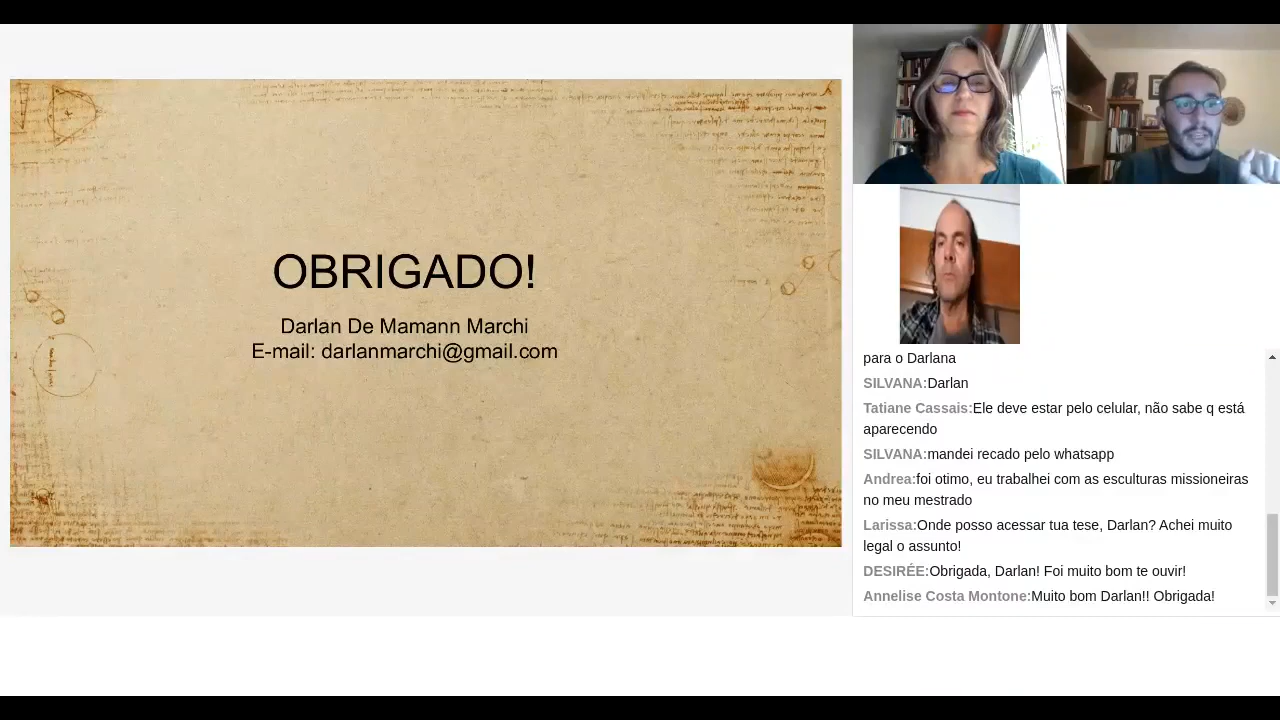 OBRIGADO!
Darlan De Mamann Marchi
E-mail: darlanmarchi@gmail.com
para o Darlana
SILVANA:Darlan
Tatiane Cassais:Ele deve estar pelo celular, não sabe q está
aparecendo
SILVANA:mandei recado pelo whatsapp
Andrea:foi otimo, eu trabalhei com as esculturas missioneiras
no meu mestrado
Larissa:Onde posso acessar tua tese, Darlan? Achei muito
legal o assunto!
DESIRÉE:Obrigada, Darlan! Foi muito bom te ouvir!
Annelise Costa Montone:Muito bom Darlan!! Obrigada!